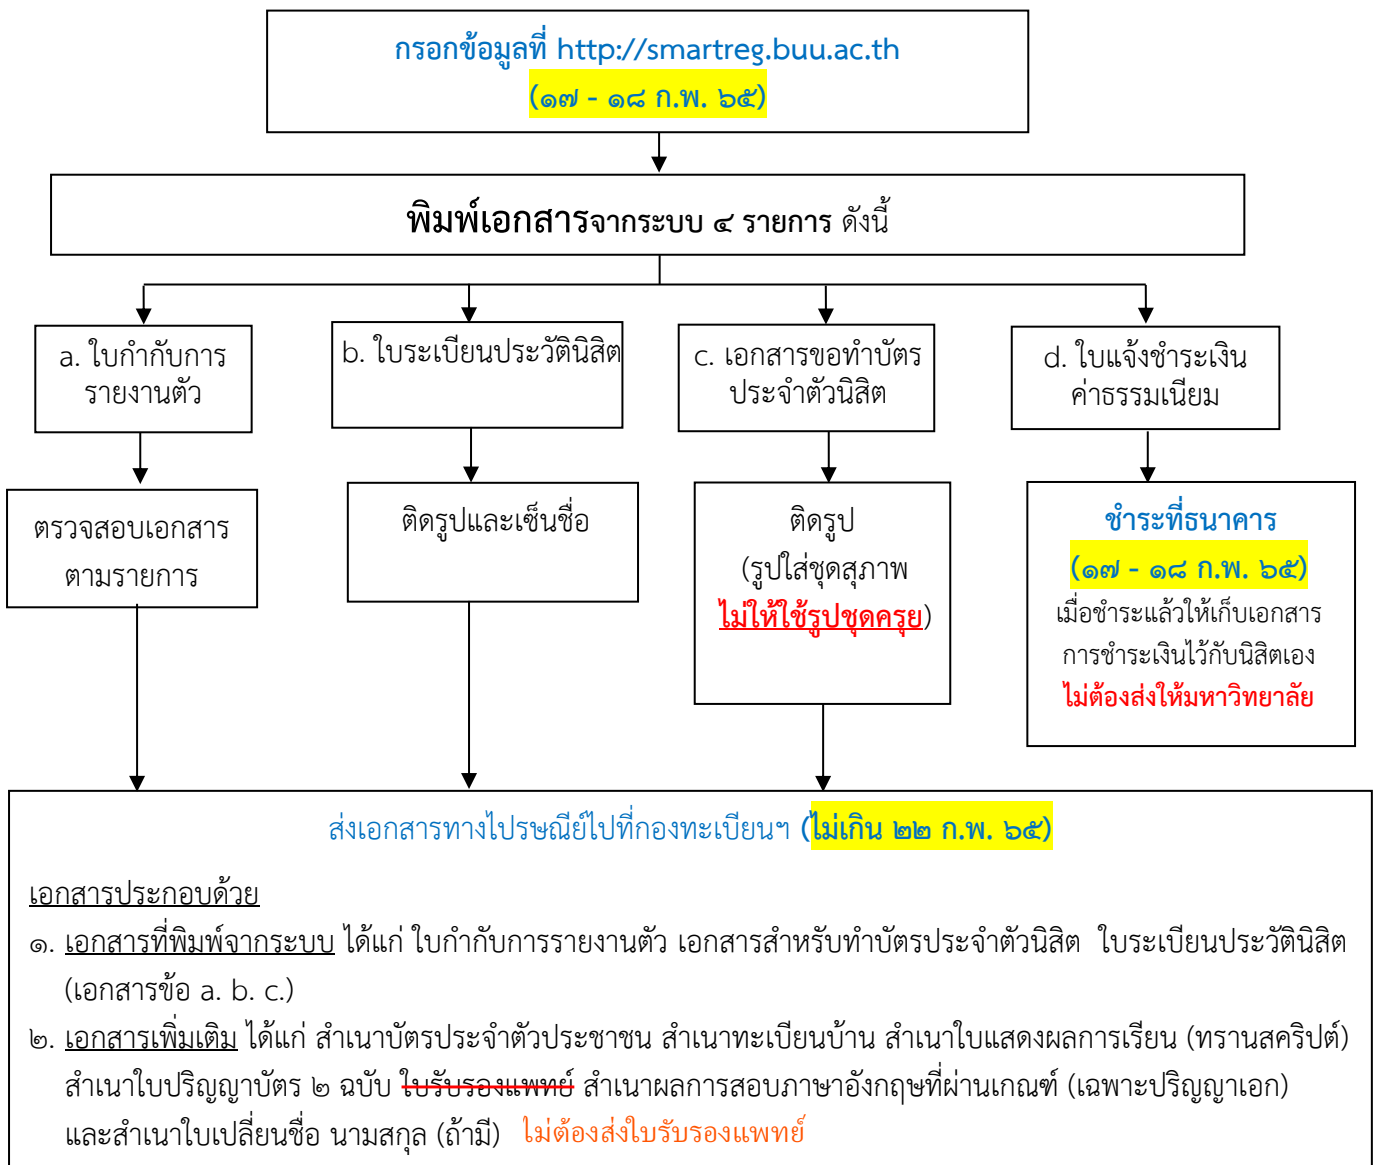 กรอกข้อมูลที่ http://smartreg.buu.ac.th
(๑๗ - ๑๘ ก.พ. ๖๕)
พิมพ์เอกสารจากระบบ ๔ รายการ ดังนี้
a. ใบกำกับการ
รายงานตัว
b. ใบระเบียนประวัตินิสิต
c. เอกสารขอทำบัตร
ประจำตัวนิสิต
d. ใบแจ้งชำระเงิน
ค่าธรรมเนียม
ตรวจสอบเอกสาร
ตามรายการ
ติดรูปและเซ็นชื่อ
ติดรูป
(รูปใส่ชุดสุภาพ
ไม่ให้ใช้รูปชุดครุย)
ชำระที่ธนาคาร
(๑๗ - ๑๘ ก.พ. ๖๕)
เมื่อชำระแล้วให้เก็บเอกสาร
การชำระเงินไว้กับนิสิตเอง
ไม่ต้องส่งให้มหาวิทยาลัย
ส่งเอกสารทางไปรษณีย์ไปที่กองทะเบียนฯ (ไม่เกิน ๒๒ ก.พ. ๖๕)
เอกสารประกอบด้วย
๑. เอกสารที่พิมพ์จากระบบ ได้แก่ ใบกำกับการรายงานตัว เอกสารสำหรับทำบัตรประจำตัวนิสิต ใบระเบียนประวัตินิสิต
(เอกสารข้อ a. b. c.)
๒. เอกสารเพิ่มเติม ได้แก่ สำเนาบัตรประจำตัวประชาชน สำเนาทะเบียนบ้าน สำเนาใบแสดงผลการเรียน (ทรานสคริปต์)
สำเนาใบปริญญาบัตร ๒ ฉบับ ใบรับรองแพทย์ สำเนาผลการสอบภาษาอังกฤษที่ผ่านเกณฑ์ (เฉพาะปริญญาเอก)
และสำเนาใบเปลี่ยนชื่อ นามสกุล (ถ้ามี) ไม่ต้องส่งใบรับรองแพทย์